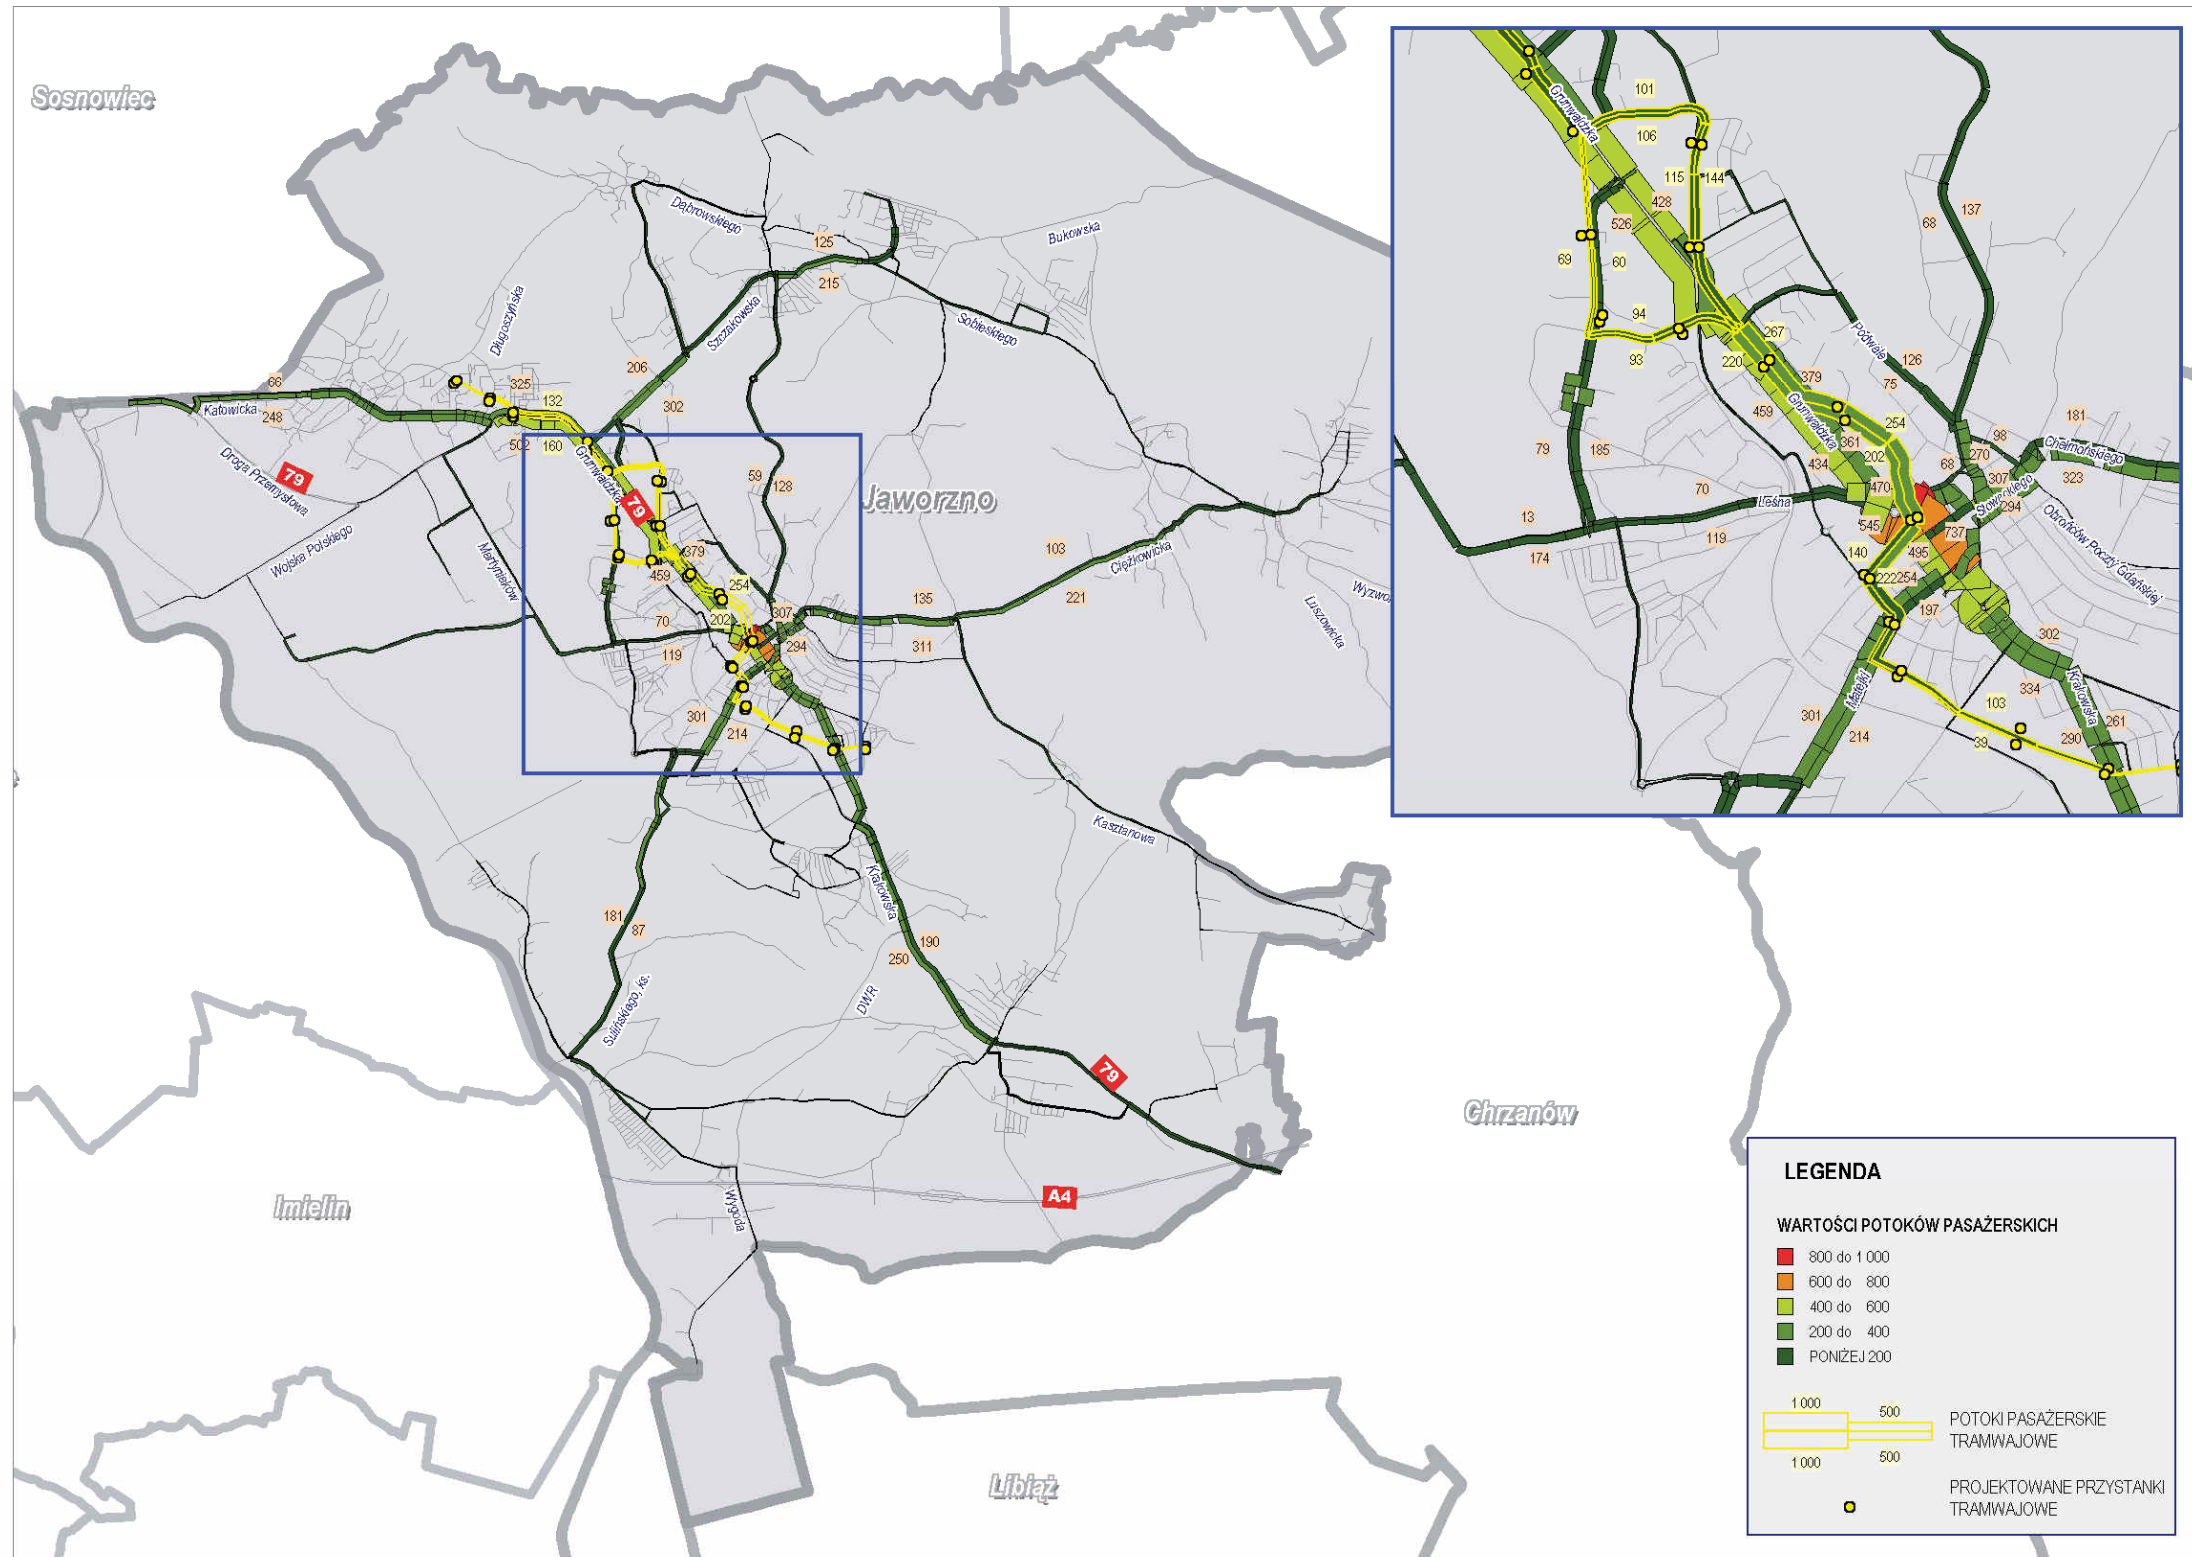 Sosnowiec
Dąbrowskiego
125
Bukowska
215
Długoszyńska
Szczakowska
Sobieskiego
206
66
325
132
Katowicka
248
302
502
160
Droga Przemysłowa
79
Grunwaldzka
79
59
128
Jaworzno
Wojska Polskiego
Martyniaków
379
459
254
103
Ciężkowicka
221
135
Luszowicka
70
202
307
119
294
311
301
214
Kasztanowa
Krakowska
181
87
190
250
Sulińskiego, ks.
DWR
79
A4
Wygoda
Imielin
Chrzanów
Libiąż
Grunwaldzka
101
106
115
144
428
526
68
137
69
60
94
93
267
220
379
Podwale
126
75
459
Grunwaldzka
254
361
202
181
98
Chełmońskiego
270
68
323
307
Słowackiego
294
Obrońców Poczty Gdańskiej
79
185
434
470
70
Leśna
13
174
119
545
737
140
495
222
254
197
302
334
Krakowska
103
301
Matejki
214
39
290
261
LEGENDA
WARTOŚCI POTOKÓW PASAŻERSKICH
800 do 1 000
600 do 800
400 do 600
200 do 400
PONIŻEJ 200
1 000
500
POTOKI PASAŻERSKIE
TRAMWAJOWE
1 000
500
PROJEKTOWANE PRZYSTANKI
TRAMWAJOWE